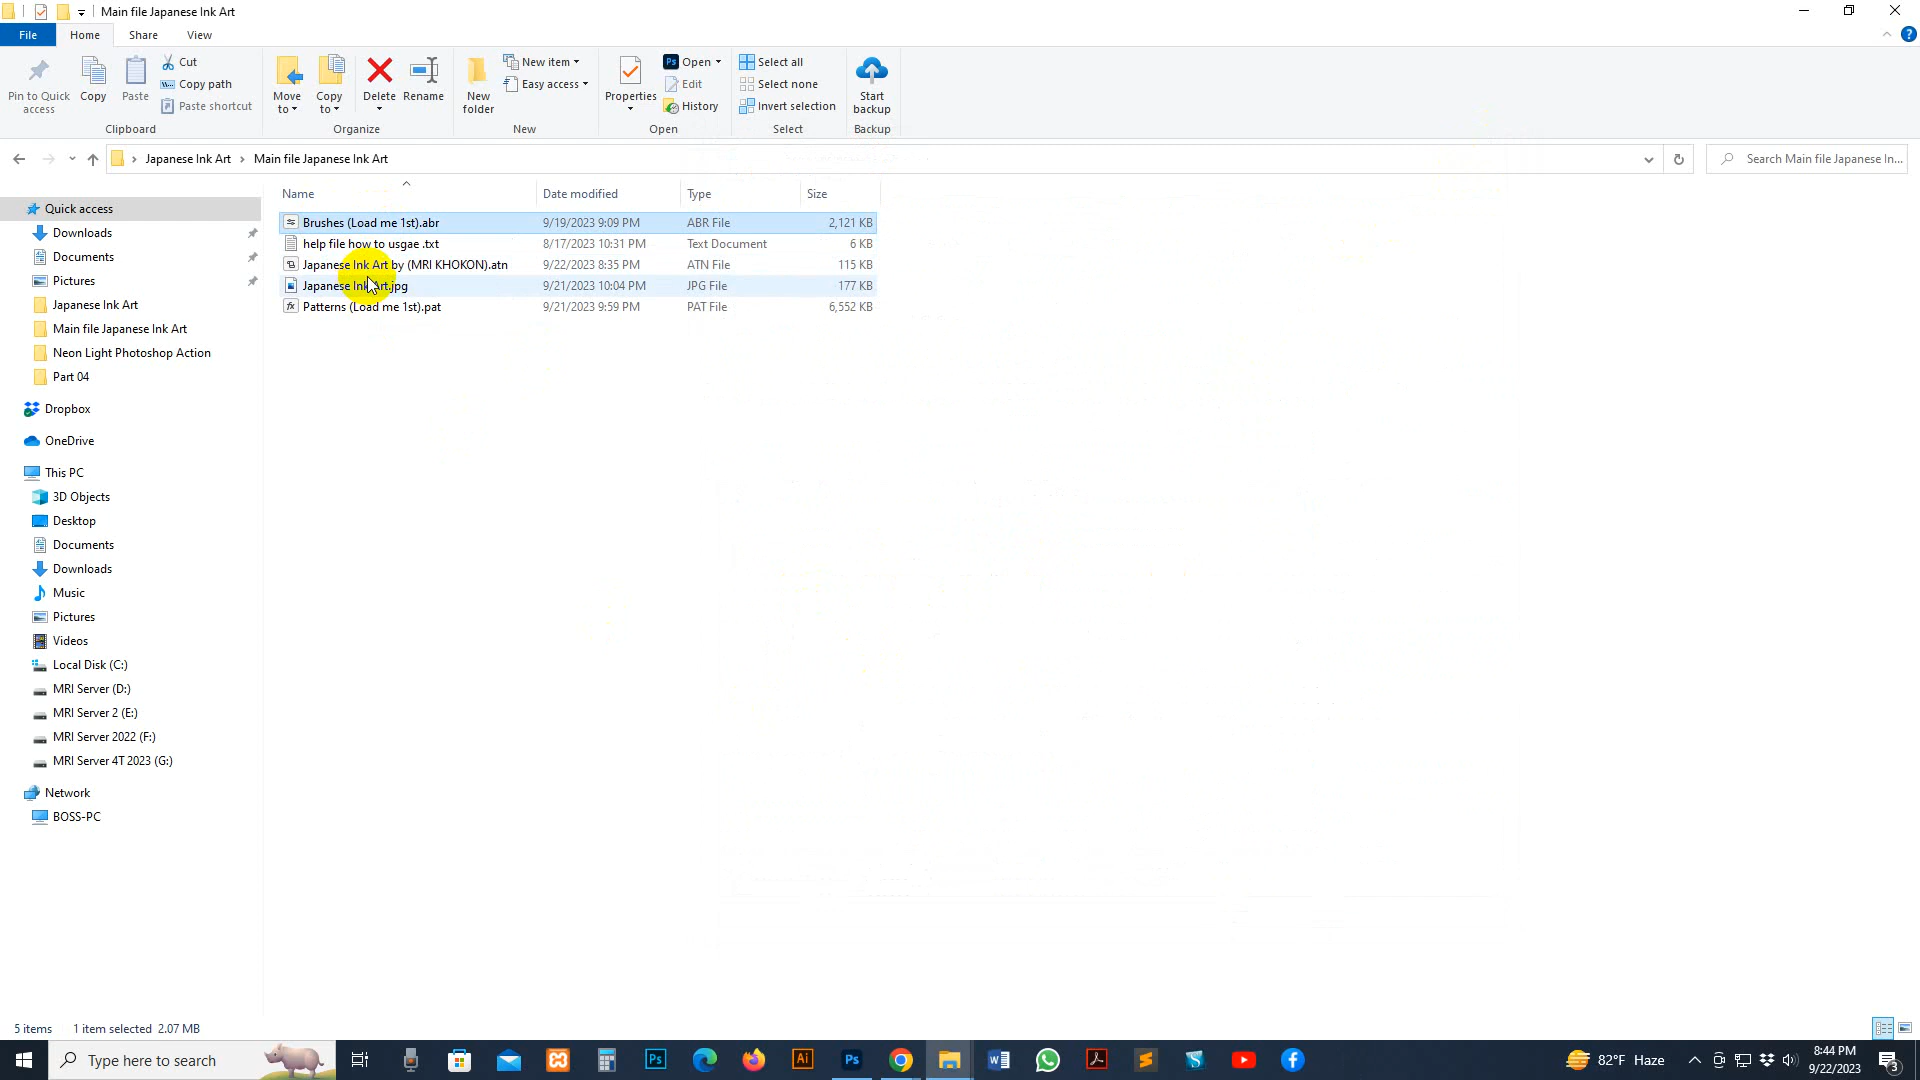 Main file Japanese Ink Art
File Home Share View
Pin to Quick access
Copy
Paste
Cut
Copy path
Paste shortcut
Clipboard
Move to
Copy to
Delete
Rename
Organize
New folder
New item
Easy access
New
Properties
Ps Open
Edit
History
Open
Select all
Select none
Invert selection
Select
Start backup
Backup
Japanese Ink Art > Main file Japanese Ink Art
Search Main file Japanese In...
Name Date modified Type Size
Brushes (Load me 1st).abr 9/19/2023 9:09 PM ABR File 2,121 KB
help file how to usgae .txt 8/17/2023 10:31 PM Text Document 6 KB
Japanese Ink Art by (MRI KHOKON).atn 9/22/2023 8:35 PM ATN File 115 KB
Japanese Ink Art.jpg 9/21/2023 10:04 PM JPG File 177 KB
Patterns (Load me 1st).pat 9/21/2023 9:59 PM PAT File 6,552 KB
Quick access
Downloads
Documents
Pictures
Japanese Ink Art
Main file Japanese Ink Art
Neon Light Photoshop Action
Part 04
Dropbox
OneDrive
This PC
3D Objects
Desktop
Documents
Downloads
Music
Pictures
Videos
Local Disk (C:)
MRI Server (D:)
MRI Server 2 (E:)
MRI Server 2022 (F:)
MRI Server 4T 2023 (G:)
Network
BOSS-PC
5 items 1 item selected 2.07 MB
Type here to search
Ps
Ai
Ps
82°F Haze
8:44 PM
9/22/2023
3